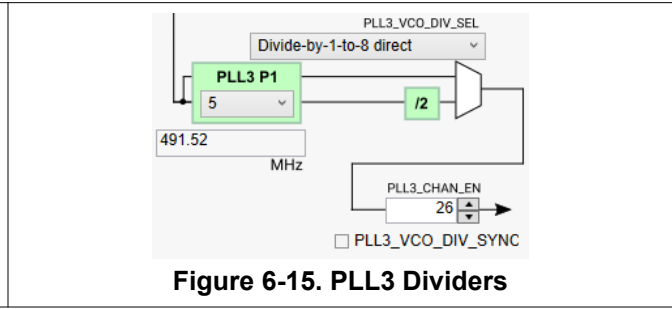 PLL3_VCO_DIV_SEL
Divide-by-1-to-8 direct
PLL3 P1
5
/2
491.52
MHz
PLL3_CHAN_EN
26
PLL3_VCO_DIV_SYNC
Figure 6-15. PLL3 Dividers